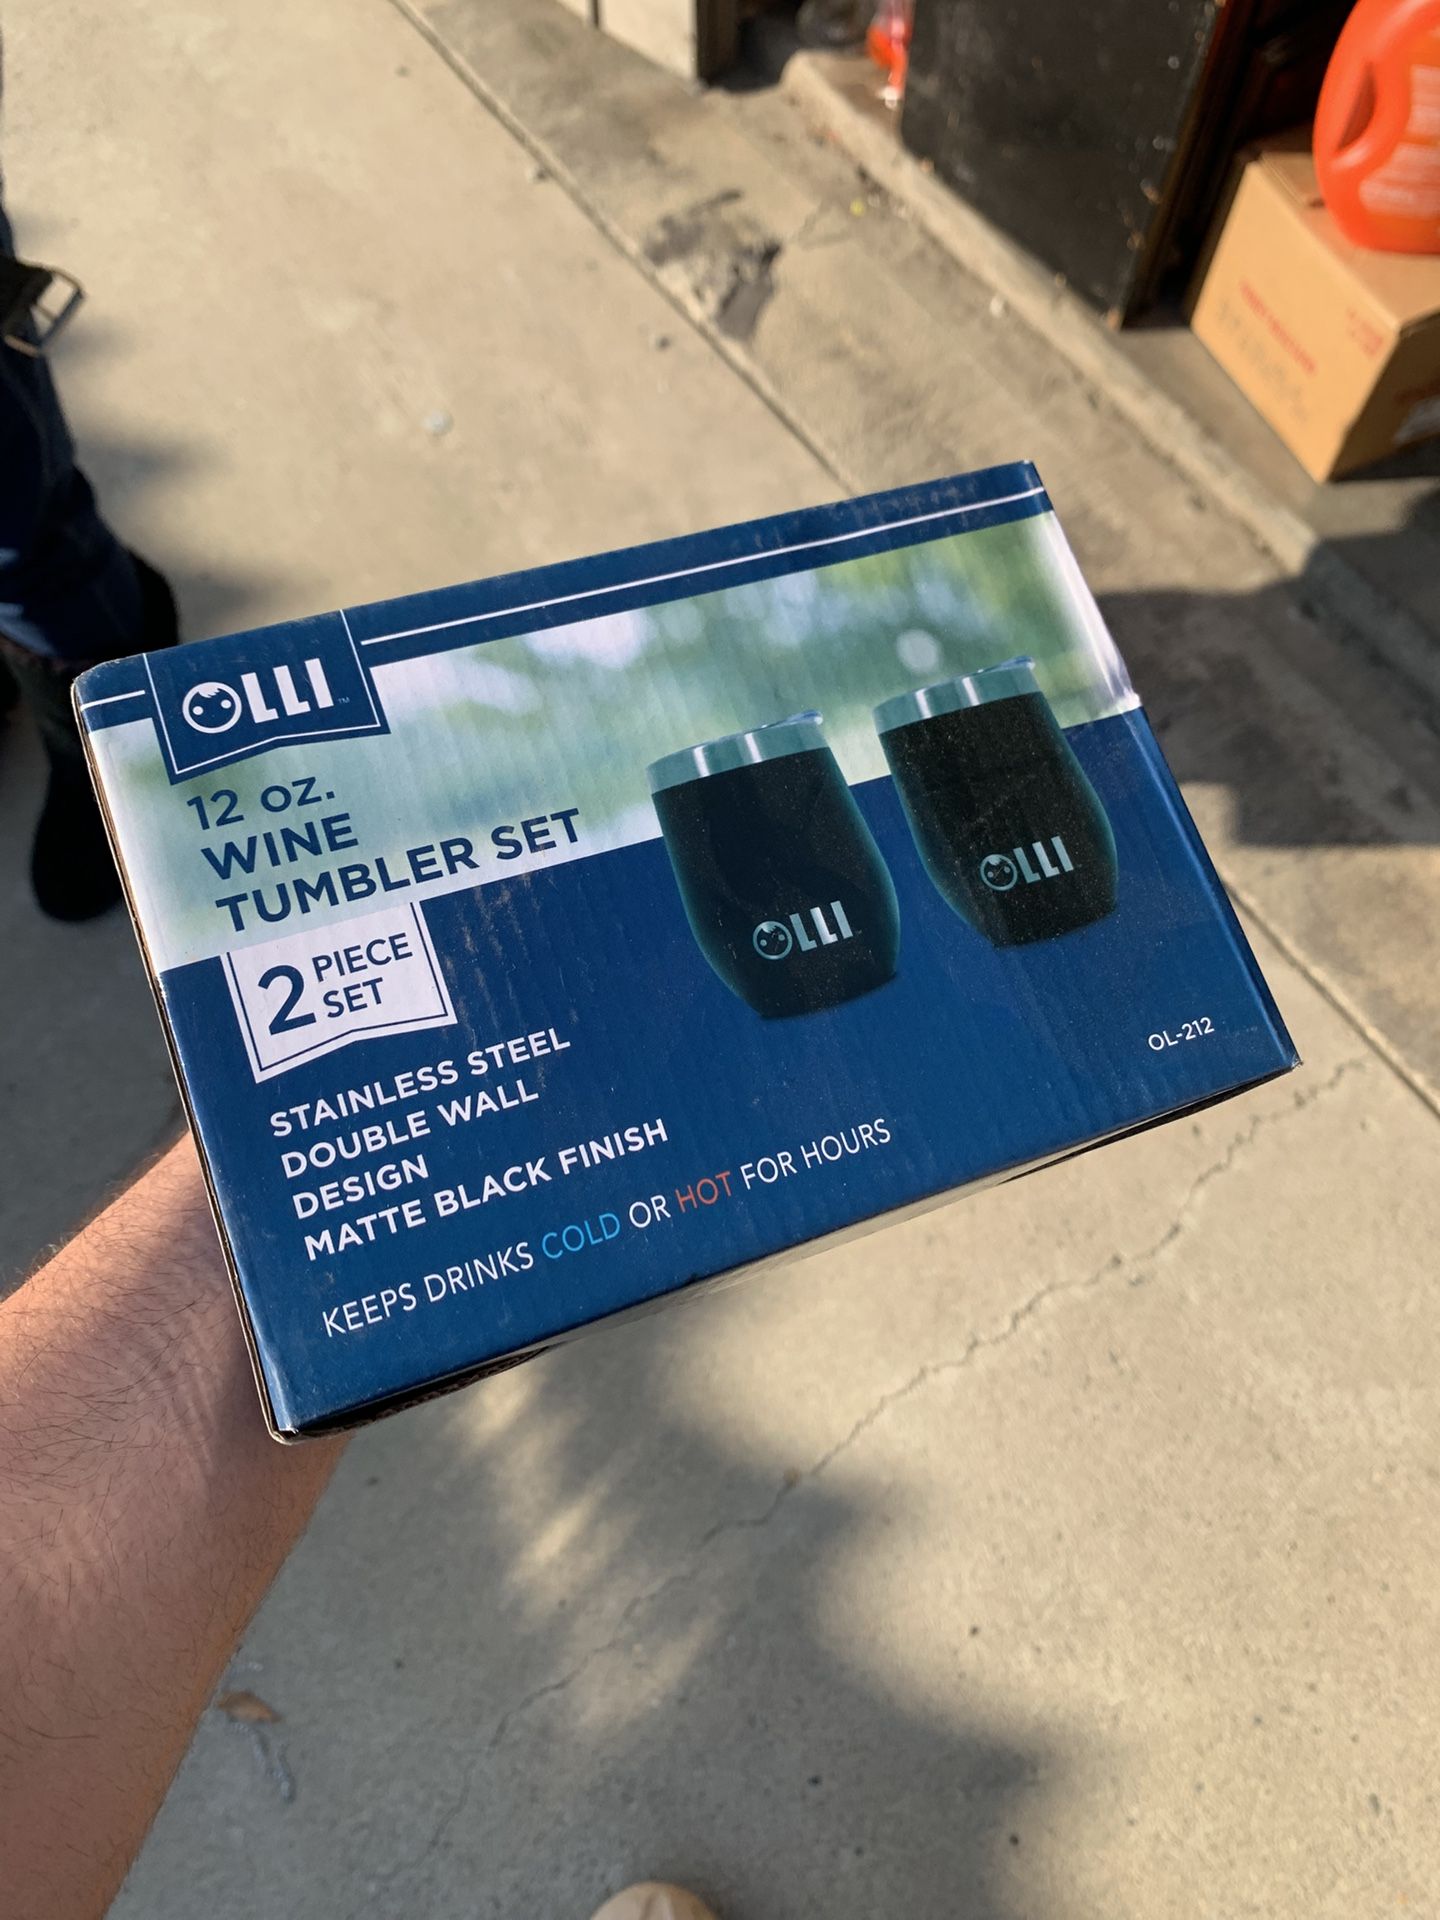 OLLI™
12 oz.
WINE
TUMBLER SET
2 PIECE
SET
STAINLESS STEEL
DOUBLE WALL
DESIGN
MATTE BLACK FINISH
KEEPS DRINKS COLD OR HOT FOR HOURS
OLLI
OLLI
OL-212